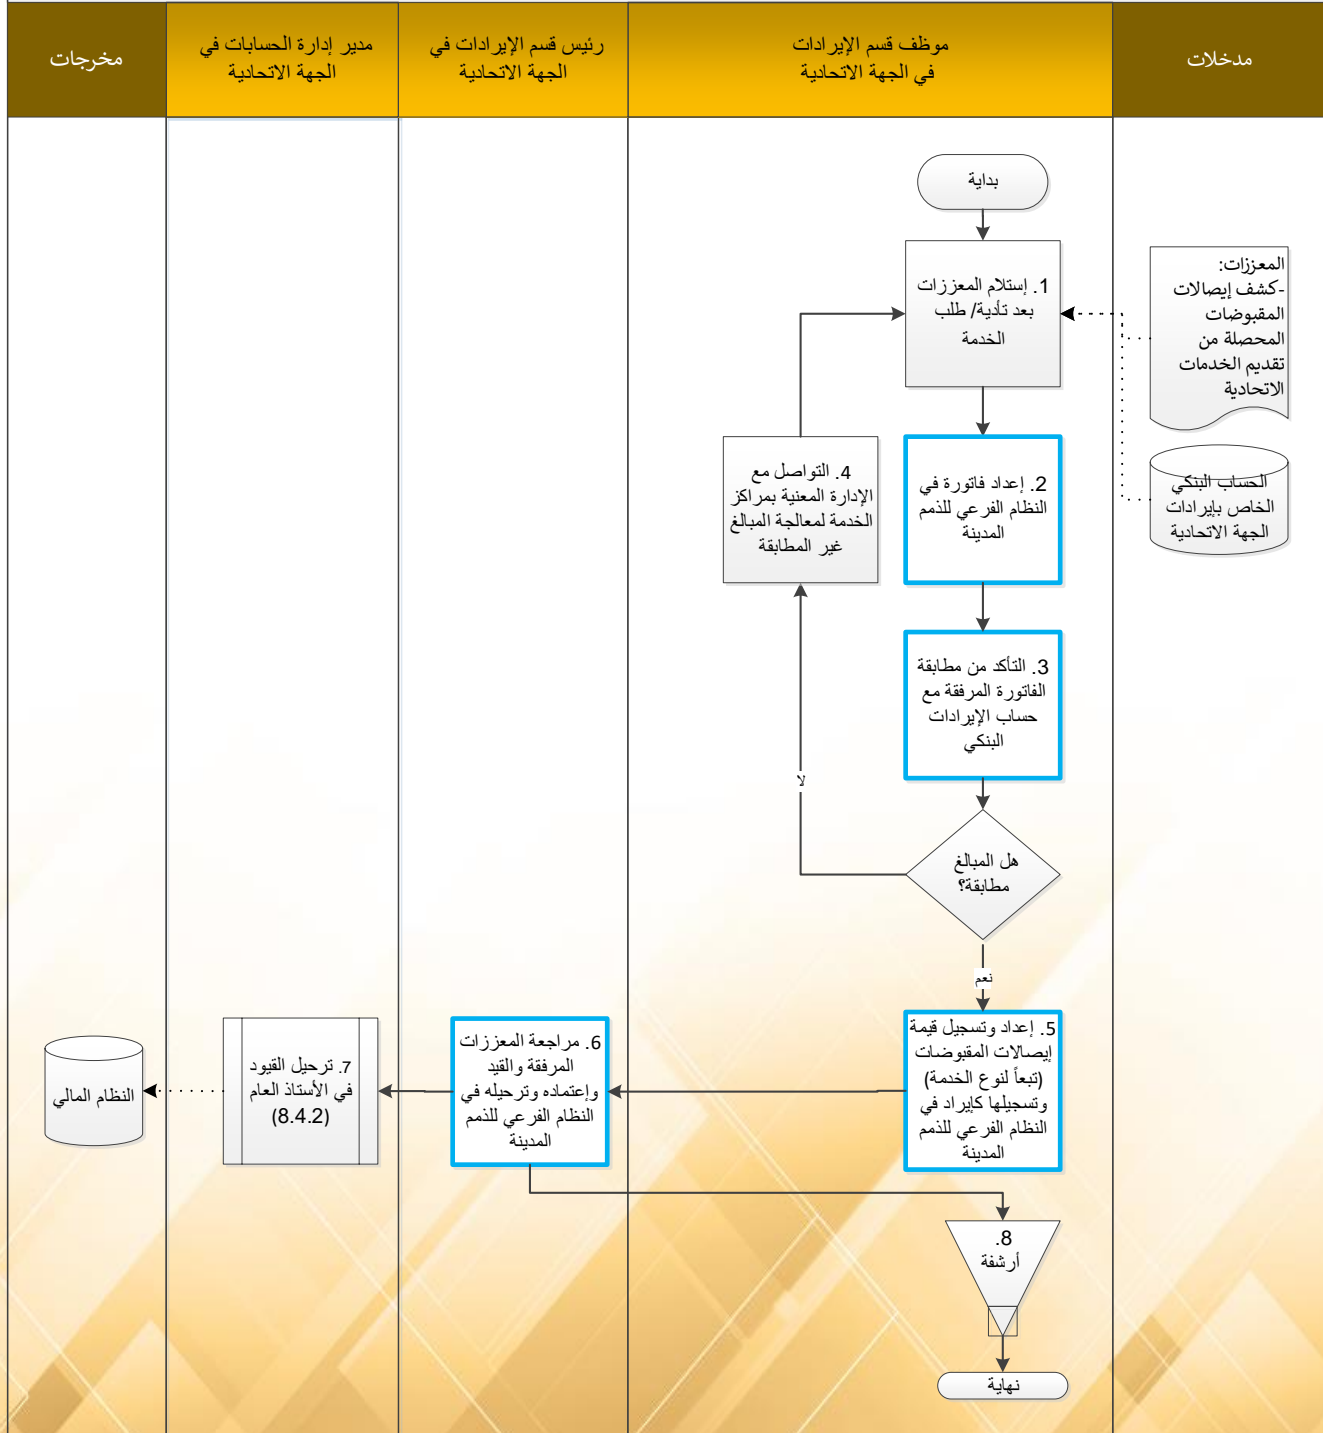 مدخلات
موظف قسم الإيرادات
في الجهة الاتحادية
رئيس قسم الإيرادات في
الجهة الاتحادية
مدير إدارة الحسابات في
الجهة الاتحادية
مخرجات
بداية
المعززات:
-كشف إيصالات
المقبوضات
المحصلة من
تقديم الخدمات
الاتحادية
1. إستلام المعززات
بعد تأدية/ طلب
الخدمة
الحساب البنكي
الخاص بإيرادات
الجهة الاتحادية
2. إعداد فاتورة في
النظام الفرعي للذمم
المدينة
4. التواصل مع
الإدارة المعنية بمراكز
الخدمة لمعالجة المبالغ
غير المطابقة
3. التأكد من مطابقة
الفاتورة المرفقة مع
حساب الإيرادات
البنكي
لا
هل المبالغ
مطابقة؟
نعم
5. إعداد وتسجيل قيمة
إيصالات المقبوضات
(تبعاً لنوع الخدمة)
وتسجيلها كإيراد في
النظام الفرعي للذمم
المدينة
6. مراجعة المعززات
المرفقة والقيد
وإعتماده وترحيله في
النظام الفرعي للذمم
المدينة
7. ترحيل القيود
في الأستاذ العام
(8.4.2)
النظام المالي
8.
أرشفة
نهاية